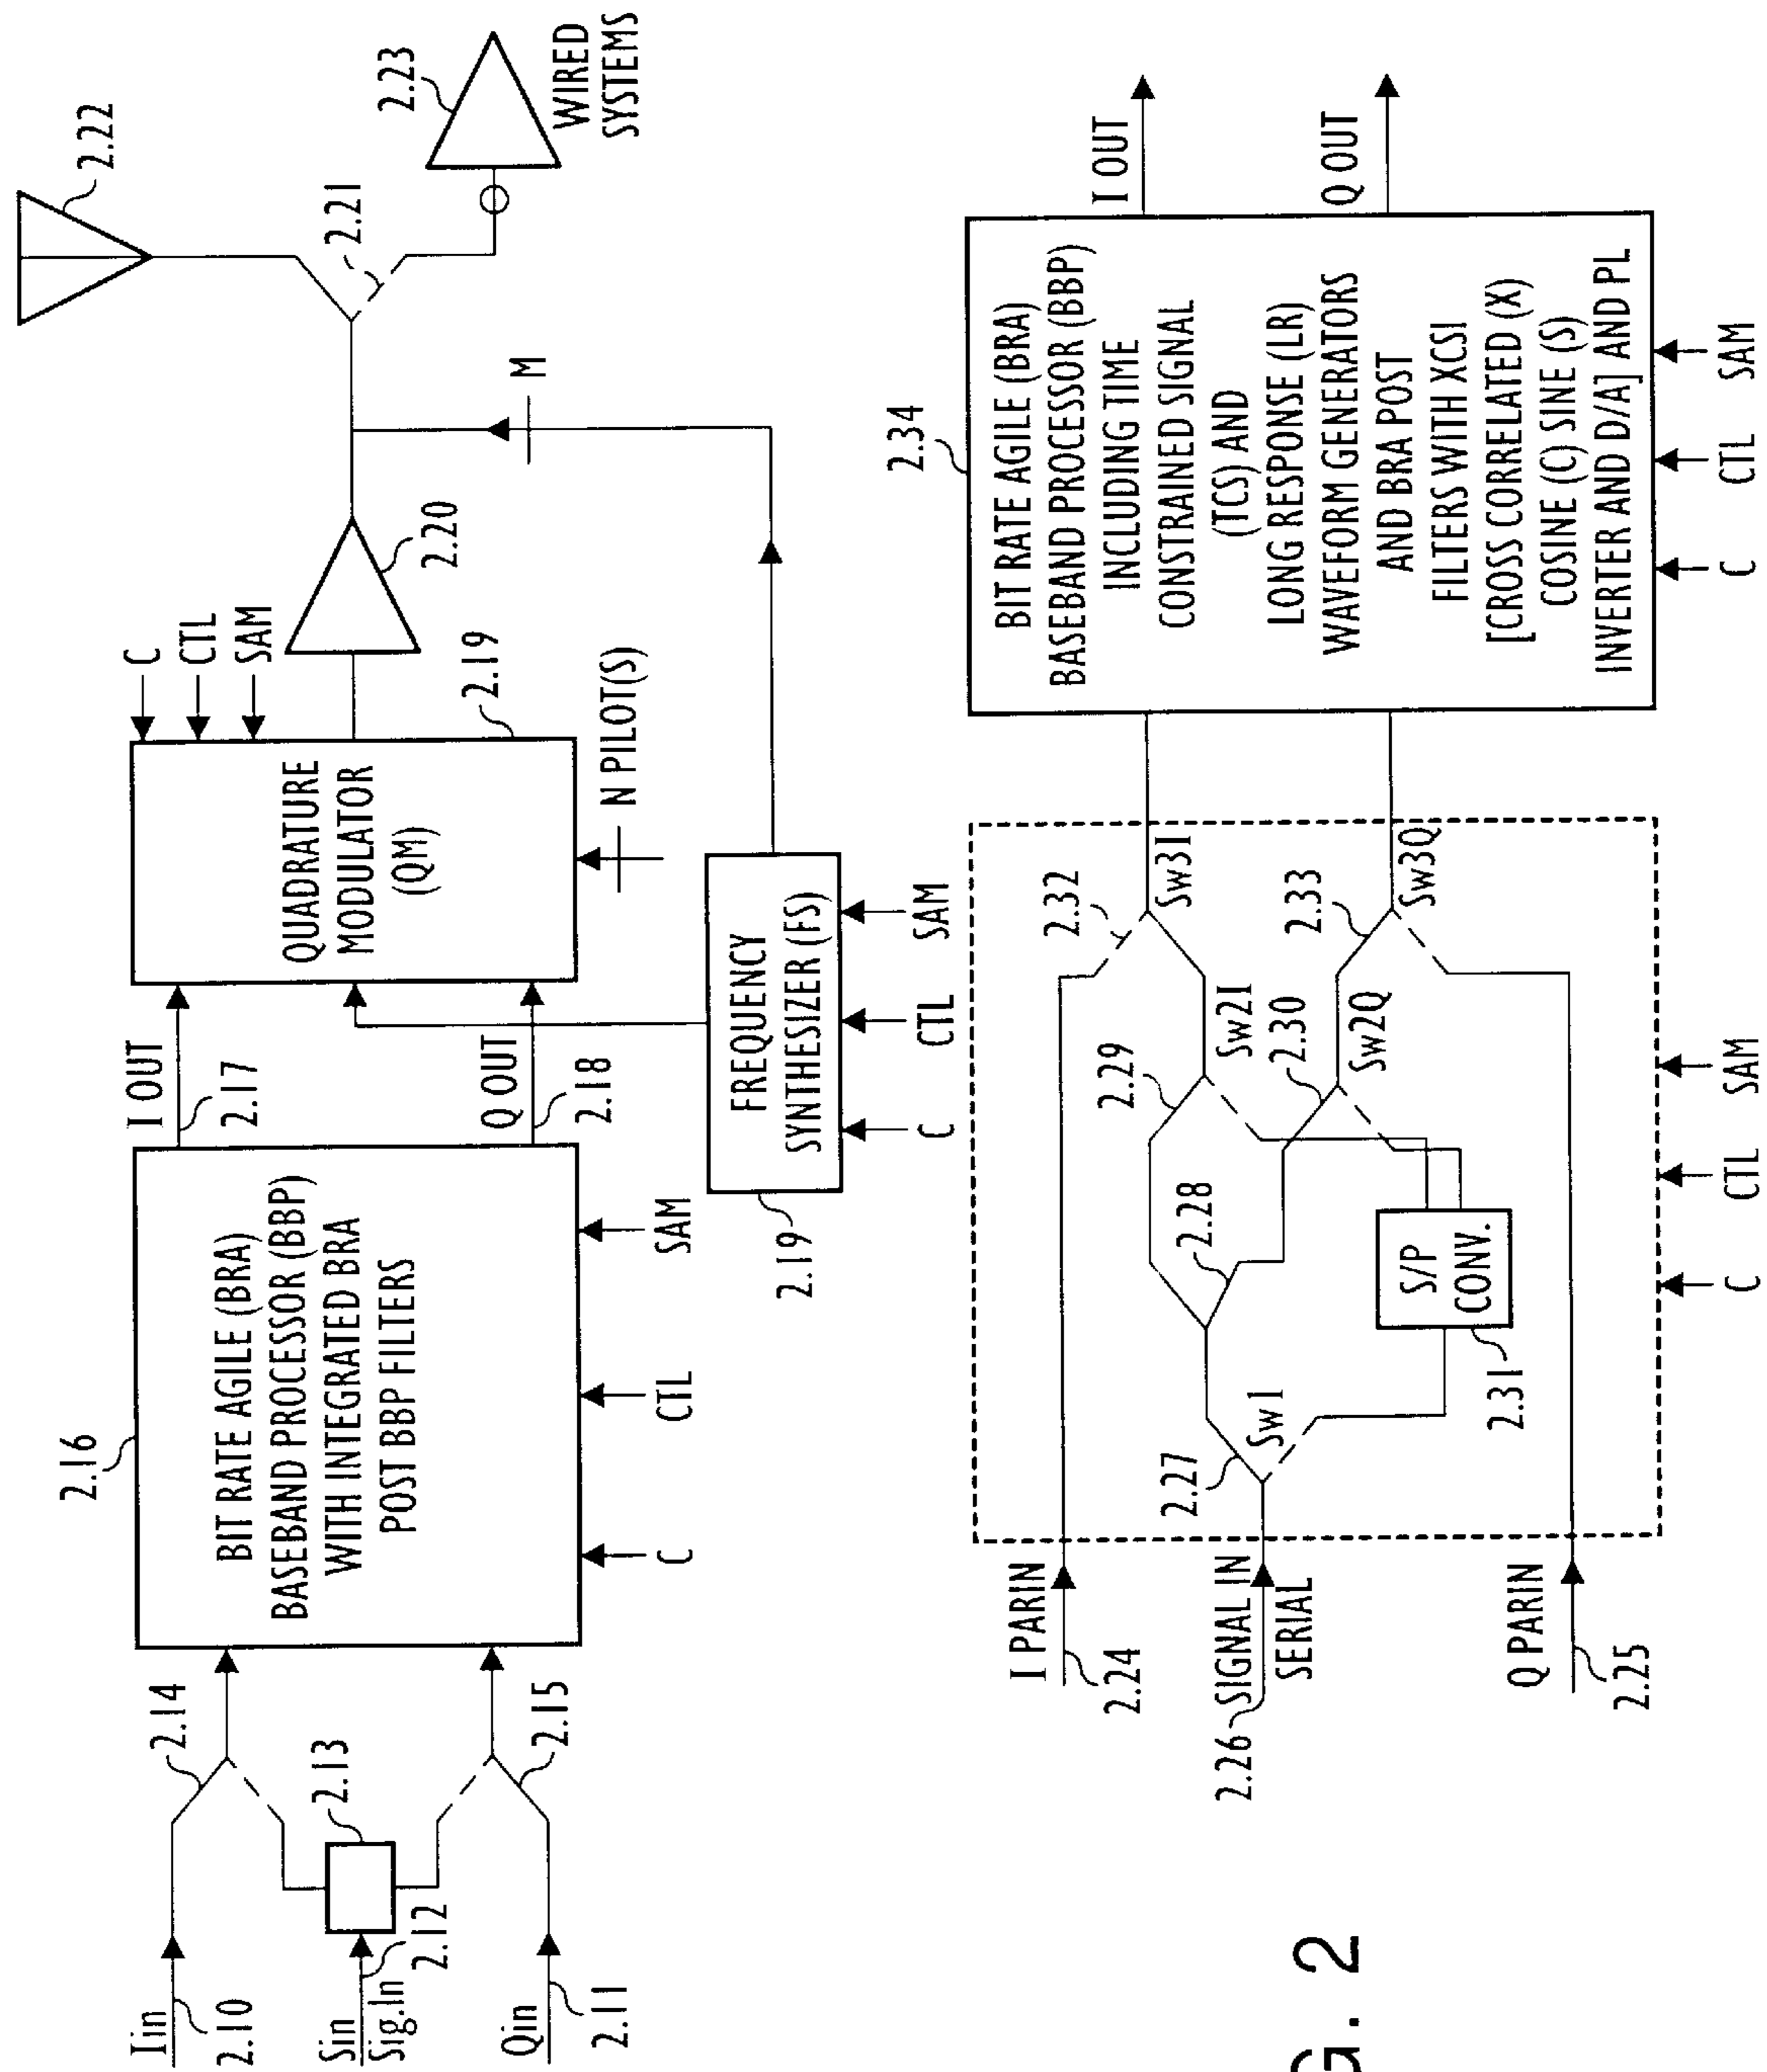 2.22
2.23
WIRED
SYSTEMS
2.21
M
2.20
C
CTL
SAM
2.19
QUADRATURE
MODULATOR
(QM)
N PILOT(S)
I OUT
2.17
Q OUT
2.18
FREQUENCY
SYNTHESIZER (FS)
C
CTL
SAM
2.19
2.16
BIT RATE AGILE (BRA)
BASEBAND PROCESSOR (BBP)
WITH INTEGRATED BRA
POST BBP FILTERS
C
CTL
SAM
2.14
2.13
2.15
Iin
2.10
Sin
Sig.In
2.12
Qin
2.11
2.34
BIT RATE AGILE (BRA)
BASEBAND PROCESSOR (BBP)
INCLUDING TIME
CONSTRAINED SIGNAL
(TCS) AND
LONG RESPONSE (LR)
WAVEFORM GENERATORS
AND BRA POST
FILTERS WITH XCSI
[CROSS CORRELATED (X)
COSINE (C) SINE (S)
INVERTER AND D/A] AND PL
I OUT
Q OUT
C
CTL
SAM
2.32
Sw3I
2.33
Sw3Q
2.29
Sw2I
2.30
Sw2Q
2.28
S/P
CONV.
2.31
Sw1
2.27
C
CTL
SAM
I PARIN
2.24
2.26
SIGNAL IN
SERIAL
Q PARIN
2.25
G. 2